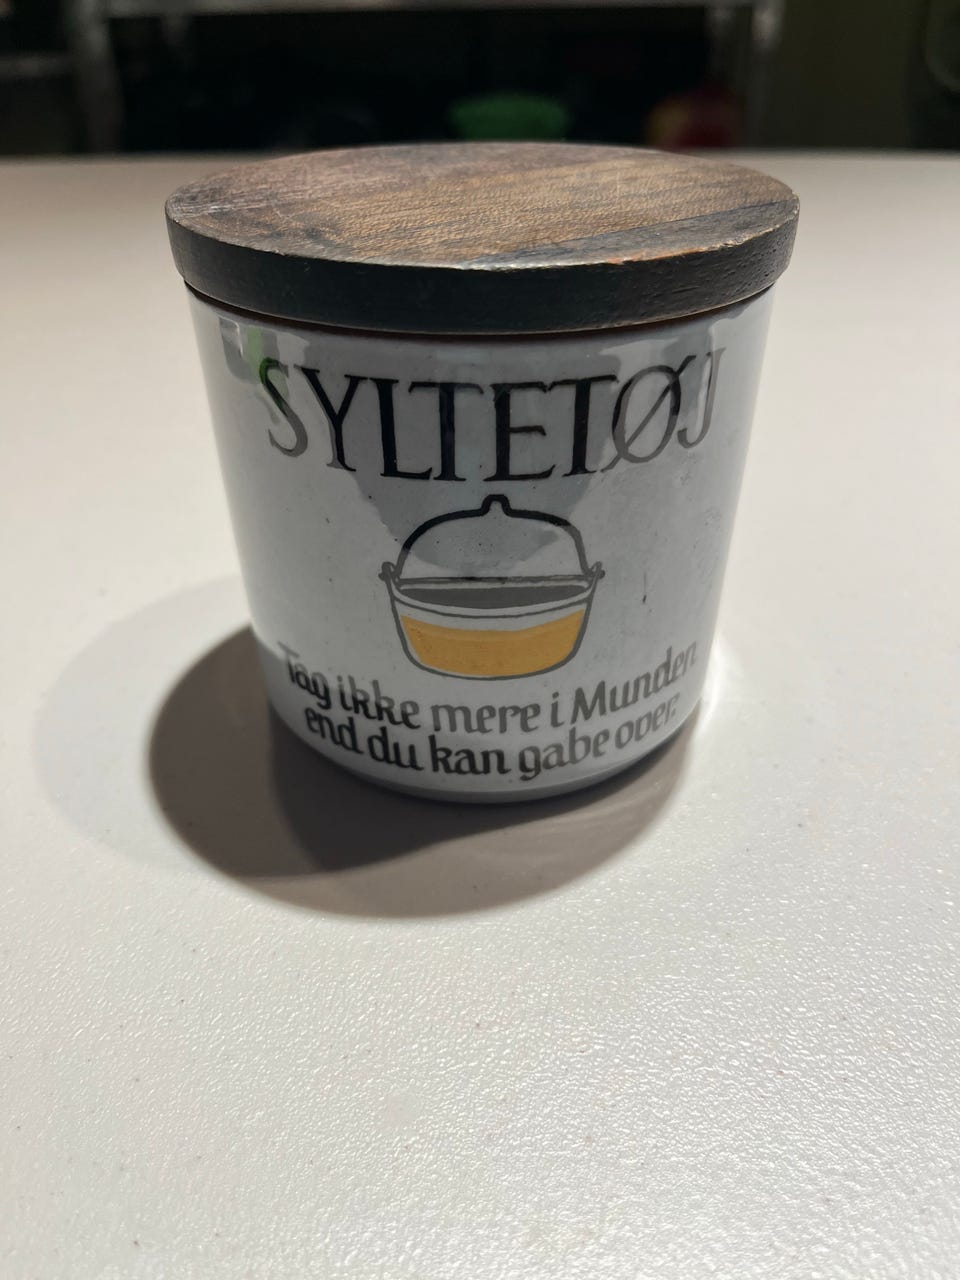 SYLTETØJ
Tag ikke mere i Munden
end du kan gabe over.